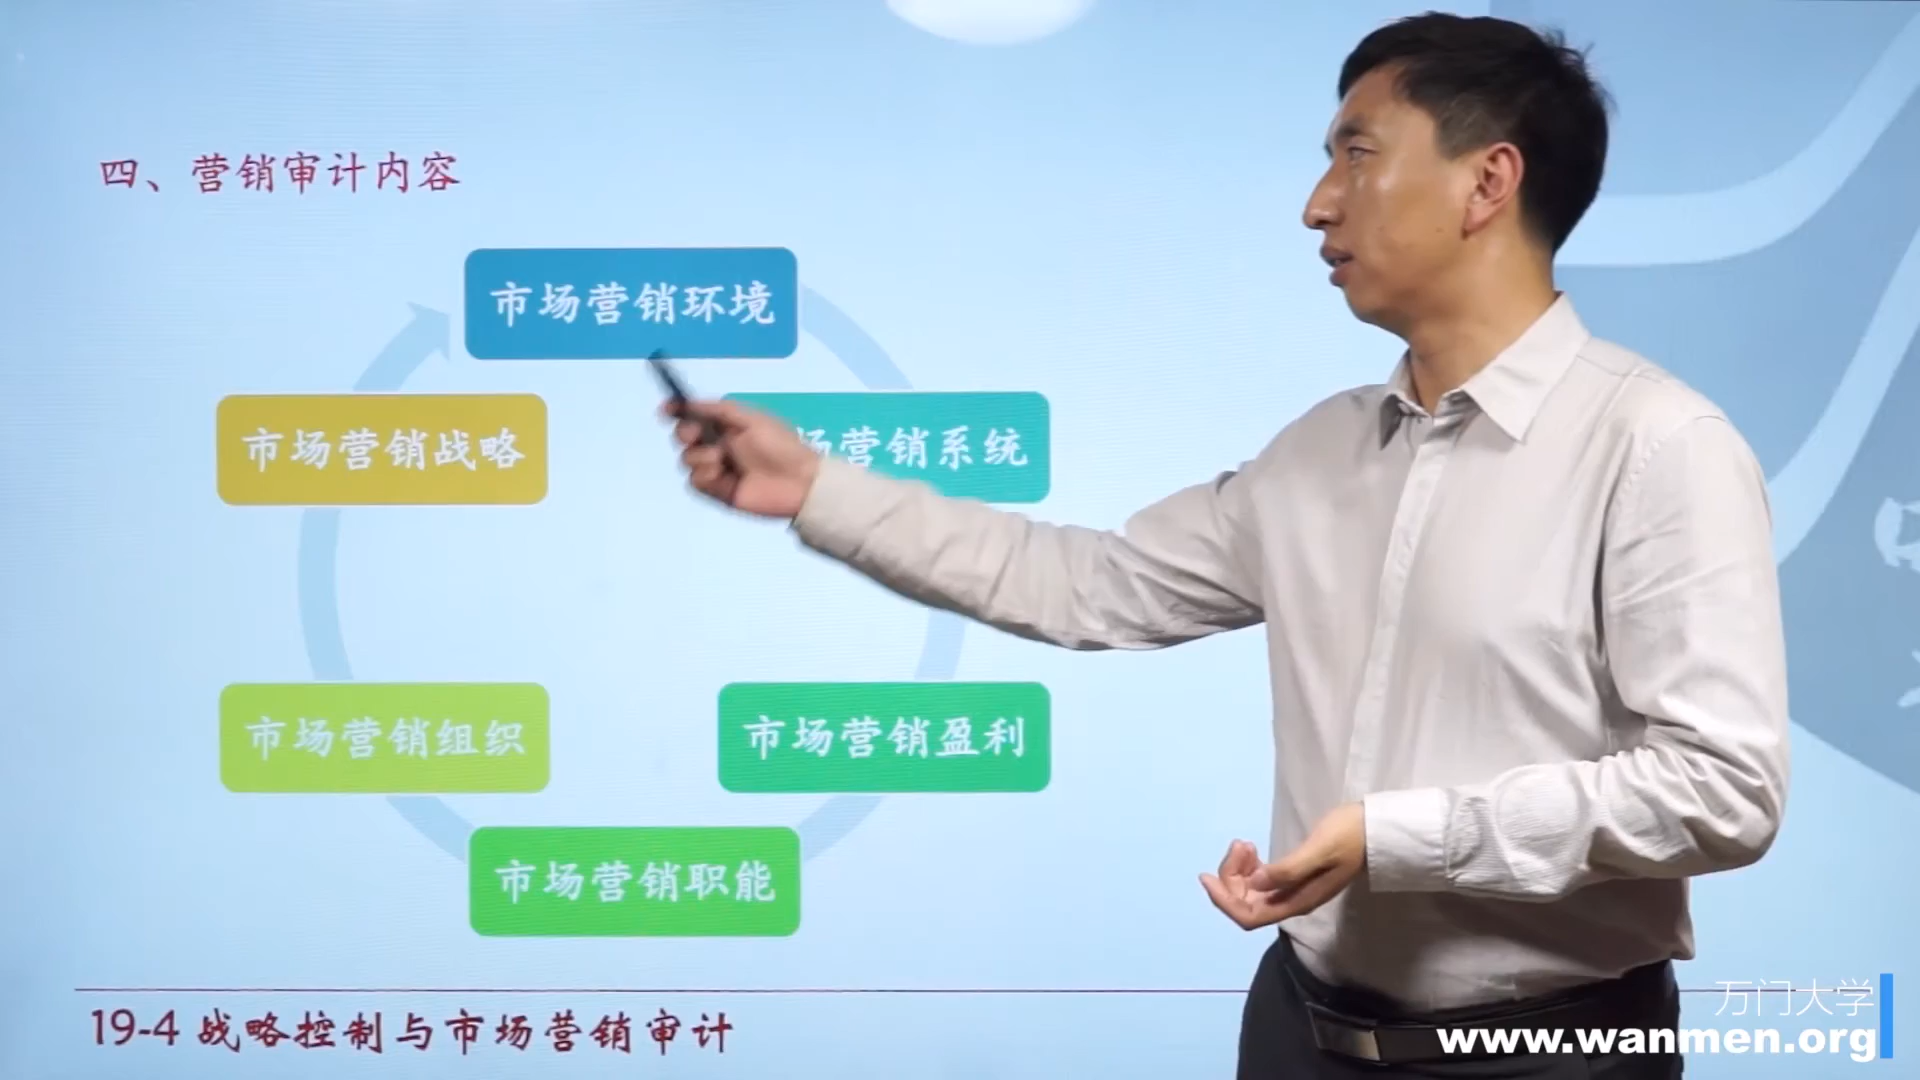 四、营销审计内容
市场营销环境
市场营销战略
场营销系统
市场营销组织
市场营销盈利
市场营销职能
19-4 战略控制与市场营销审计
万门大学
www.wanmen.org